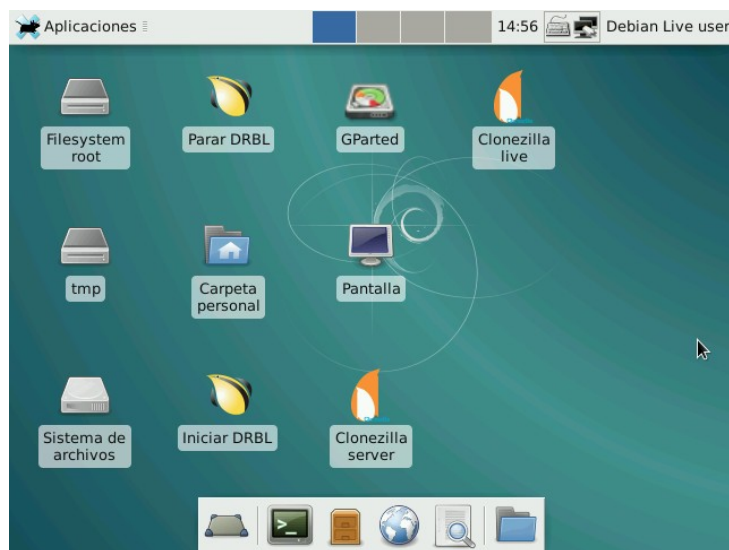 Aplicaciones
14:56
Debian Live user
Filesystem
root
Parar DRBL
GParted
Clonezilla
live
tmp
Carpeta
personal
Pantalla
Sistema de
archivos
Iniciar DRBL
Clonezilla
server